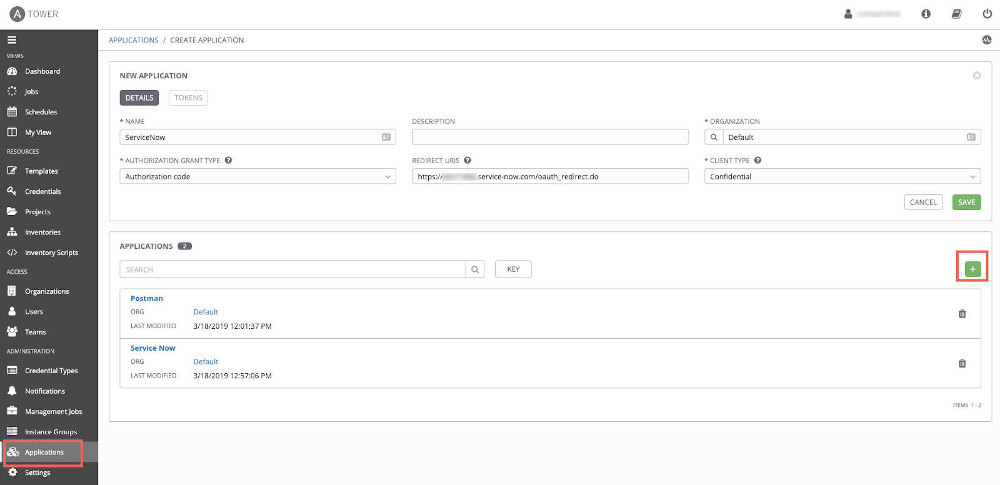 A TOWER
APPLICATIONS / CREATE APPLICATION
VIEWS
Dashboard
Jobs
Schedules
My View
RESOURCES
Templates
Credentials
Projects
Inventories
Inventory Scripts
ACCESS
Organizations
Users
Teams
ADMINISTRATION
Credential Types
Notifications
Management Jobs
Instance Groups
Applications
Settings
NEW APPLICATION
DETAILS TOKENS
* NAME DESCRIPTION * ORGANIZATION
ServiceNow Default
* AUTHORIZATION GRANT TYPE ? REDIRECT URIS ? * CLIENT TYPE ?
Authorization code https:// .service-now.com/oauth_redirect.do Confidential
CANCEL SAVE
APPLICATIONS 2
SEARCH KEY +
Postman
ORG Default
LAST MODIFIED 3/18/2019 12:01:37 PM
Service Now
ORG Default
LAST MODIFIED 3/18/2019 12:57:06 PM
ITEMS 1 - 2